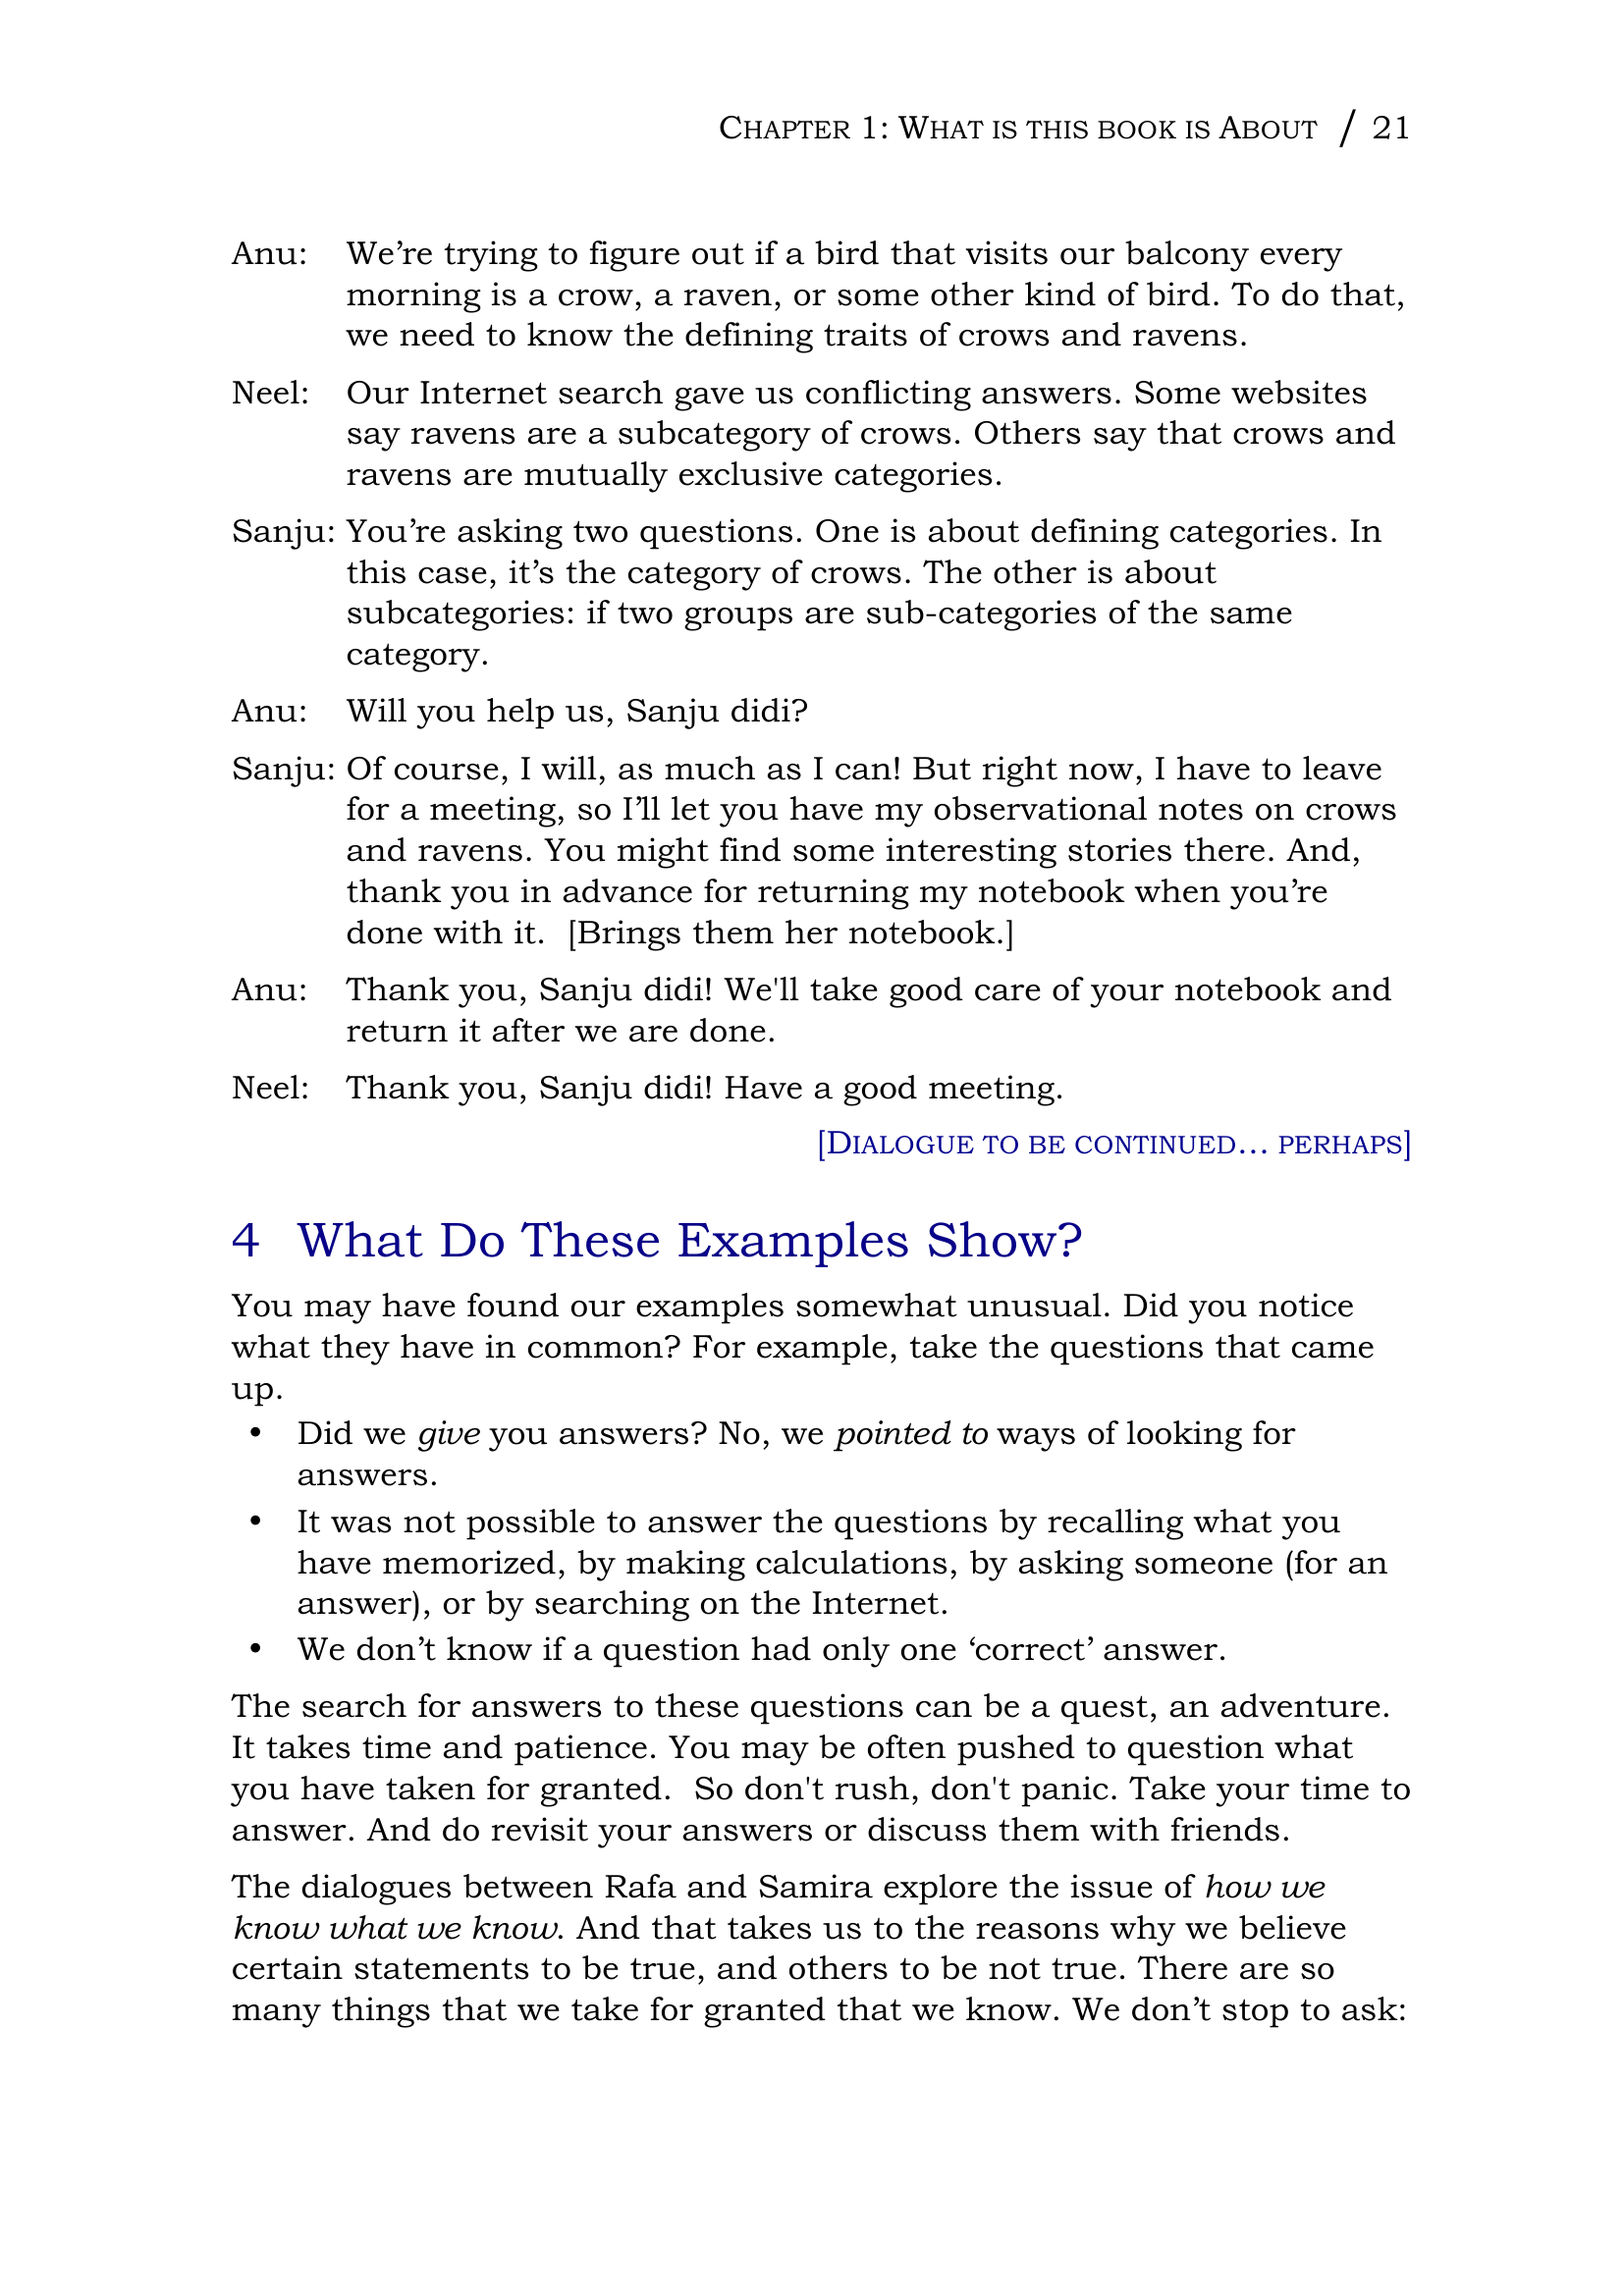 CHAPTER 1: WHAT IS THIS BOOK IS ABOUT / 21
Anu: We’re trying to figure out if a bird that visits our balcony every
morning is a crow, a raven, or some other kind of bird. To do that,
we need to know the defining traits of crows and ravens.
Neel: Our Internet search gave us conflicting answers. Some websites
say ravens are a subcategory of crows. Others say that crows and
ravens are mutually exclusive categories.
Sanju: You’re asking two questions. One is about defining categories. In
this case, it’s the category of crows. The other is about
subcategories: if two groups are sub-categories of the same
category.
Anu: Will you help us, Sanju didi?
Sanju: Of course, I will, as much as I can! But right now, I have to leave
for a meeting, so I’ll let you have my observational notes on crows
and ravens. You might find some interesting stories there. And,
thank you in advance for returning my notebook when you’re
done with it.  [Brings them her notebook.]
Anu: Thank you, Sanju didi! We'll take good care of your notebook and
return it after we are done.
Neel: Thank you, Sanju didi! Have a good meeting.
[DIALOGUE TO BE CONTINUED… PERHAPS]
4 What Do These Examples Show?
You may have found our examples somewhat unusual. Did you notice
what they have in common? For example, take the questions that came
up.
• Did we give you answers? No, we pointed to ways of looking for
answers.
• It was not possible to answer the questions by recalling what you
have memorized, by making calculations, by asking someone (for an
answer), or by searching on the Internet.
• We don’t know if a question had only one ‘correct’ answer.
The search for answers to these questions can be a quest, an adventure.
It takes time and patience. You may be often pushed to question what
you have taken for granted.  So don't rush, don't panic. Take your time to
answer. And do revisit your answers or discuss them with friends.
The dialogues between Rafa and Samira explore the issue of how we
know what we know. And that takes us to the reasons why we believe
certain statements to be true, and others to be not true. There are so
many things that we take for granted that we know. We don’t stop to ask: